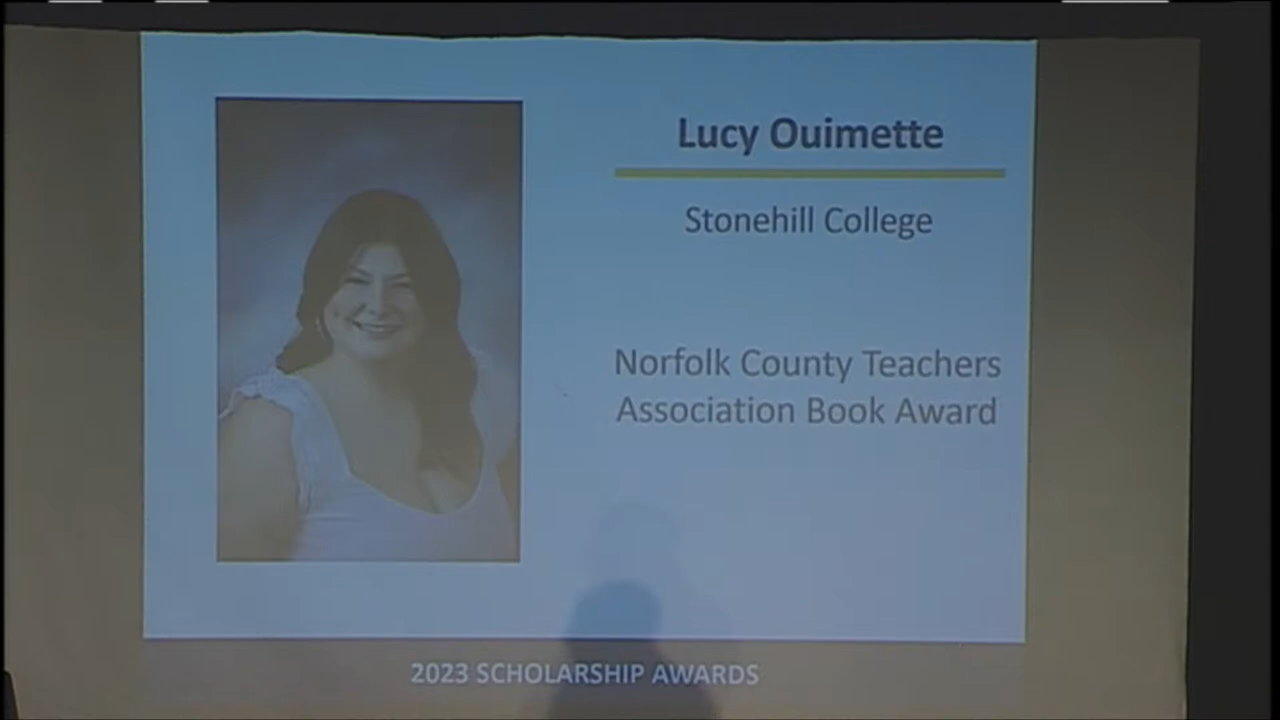 Lucy Ouimette
Stonehill College
Norfolk County Teachers
Association Book Award
2023 SCHOLARSHIP AWARDS